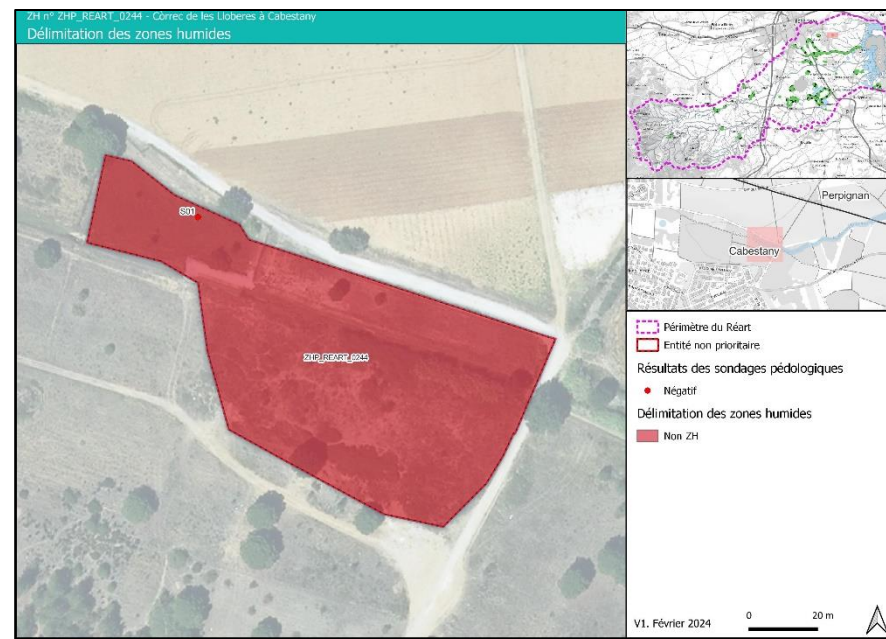 ZH n° ZHP_REART_0244 - Còrrec de les Lloberes à Cabestany
Délimitation des zones humides
S01
ZHP_REART_0244
Perpignan
Cabestany
Périmètre du Réart
Entité non prioritaire
Résultats des sondages pédologiques
Négatif
Délimitation des zones humides
Non ZH
V1. Février 2024
0 20 m